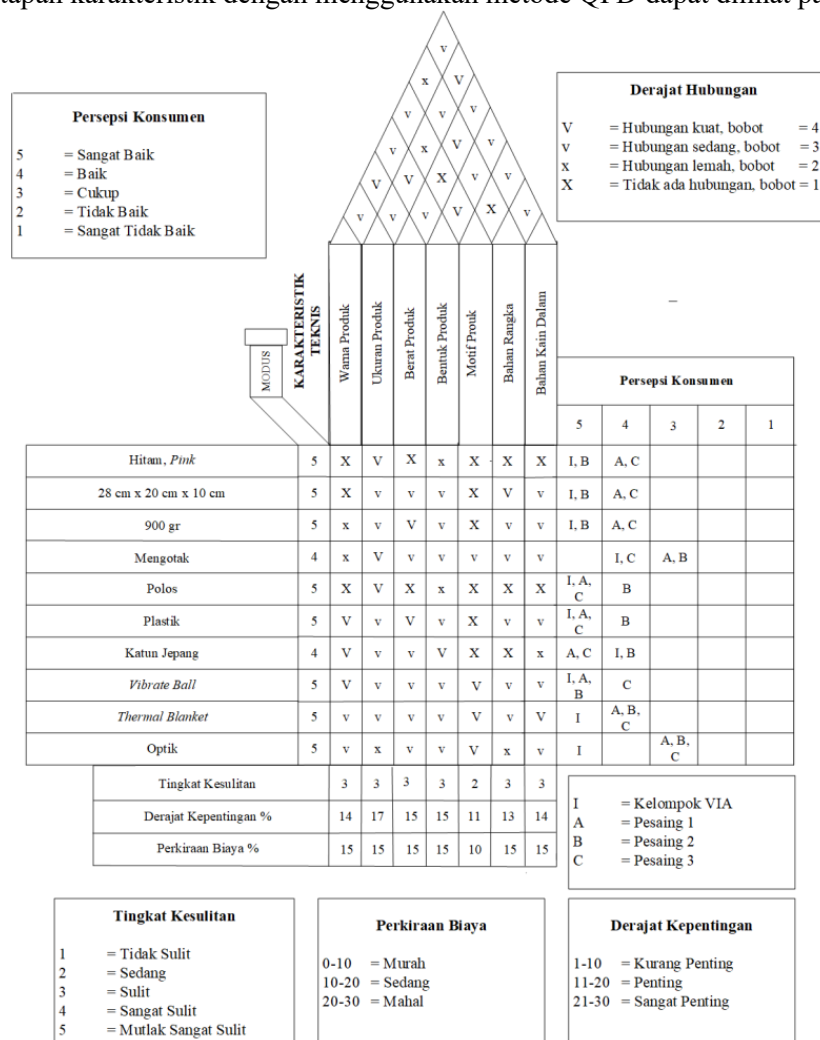 karakteristik dengan menggunakan metode QFD dapat dilihat
Persepsi Konsumen
5 = Sangat Baik
4 = Baik
3 = Cukup
2 = Tidak Baik
1 = Sangat Tidak Baik
v
x V
v v v
v x V v
V V X v v
v v v V X v
Derajat Hubungan
V = Hubungan kuat, bobot = 4
v = Hubungan sedang, bobot = 3
x = Hubungan lemah, bobot = 2
X = Tidak ada hubungan, bobot = 1
MODUS
KARAKTERISTIK
TEKNIS
Warna Produk
Ukuran Produk
Berat Produk
Bentuk Produk
Motif Prouk
Bahan Rangka
Bahan Kain Dalam
Persepsi Konsumen
5 4 3 2 1
Hitam, Pink 5 X V X x X X X I, B A, C
28 cm x 20 cm x 10 cm 5 X v v v X V v I, B A, C
900 gr 5 x v V v X v v I, B A, C
Mengotak 4 x V v v v v v I, C A, B
Polos 5 X V X x X X X I, A, C B
Plastik 5 V v V v X v v I, A, C B
Katun Jepang 4 V v v V X X x A, C I, B
Vibrate Ball 5 V v v v V v v I, A, B C
Thermal Blanket 5 v v v v V v V I A, B, C
Optik 5 v x v v V x v I A, B, C
Tingkat Kesulitan 3 3 3 3 2 3 3
Derajat Kepentingan % 14 17 15 15 11 13 14
Perkiraan Biaya % 15 15 15 15 10 15 15
I = Kelompok VIA
A = Pesaing 1
B = Pesaing 2
C = Pesaing 3
Tingkat Kesulitan
1 = Tidak Sulit
2 = Sedang
3 = Sulit
4 = Sangat Sulit
5 = Mutlak Sangat Sulit
Perkiraan Biaya
0-10 = Murah
10-20 = Sedang
20-30 = Mahal
Derajat Kepentingan
1-10 = Kurang Penting
11-20 = Penting
21-30 = Sangat Penting